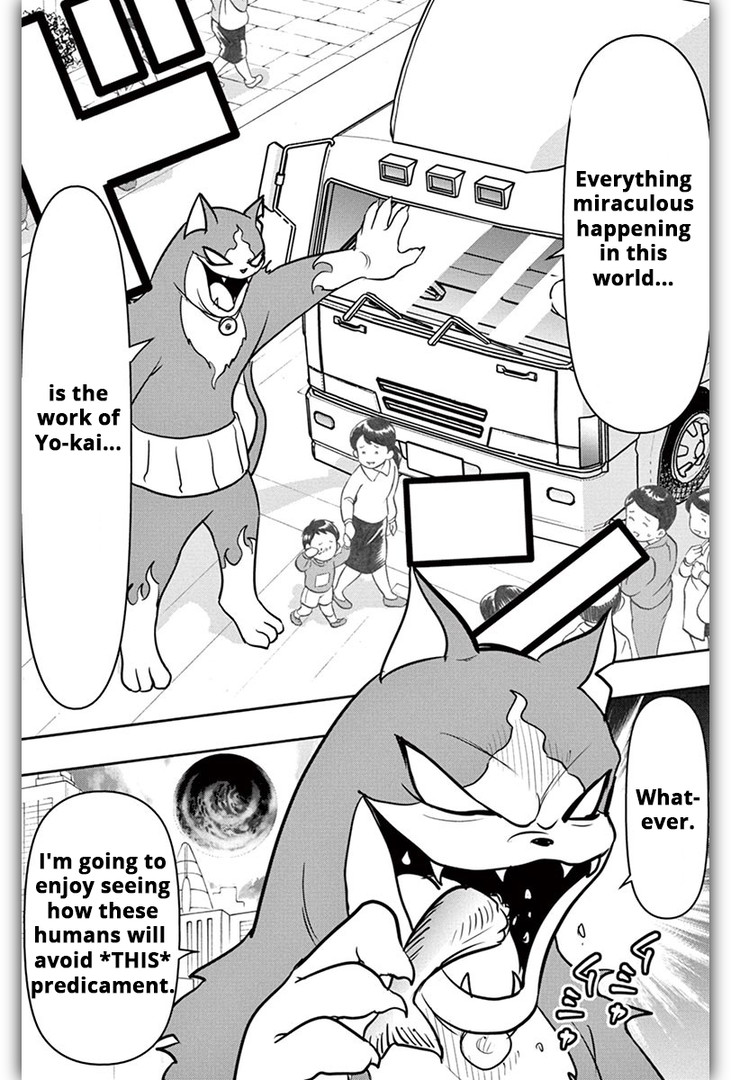 Everything
miraculous
happening
in this
world...
is the
work of
Yo-kai...
What-
ever.
I'm going to
enjoy seeing
how these
humans will
avoid *THIS*
predicament.